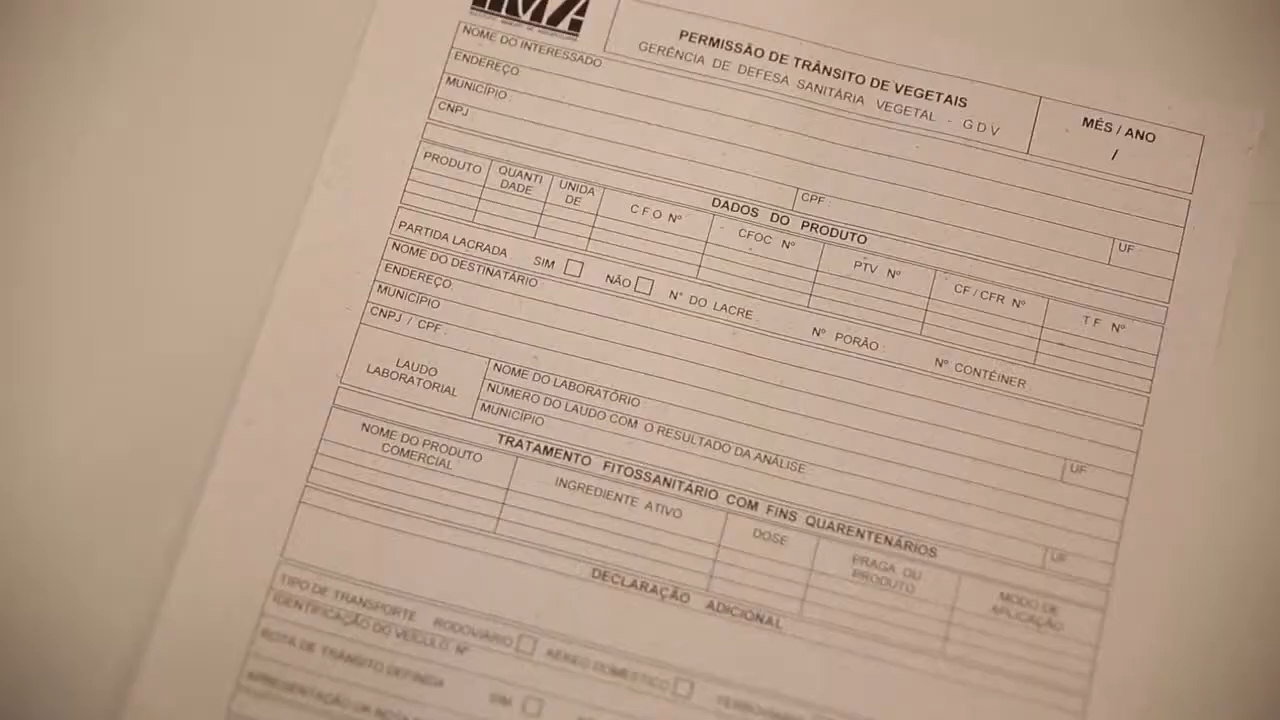 IMA
PERMISSÃO DE TRÂNSITO DE VEGETAIS
GERÊNCIA DE DEFESA SANITÁRIA VEGETAL - G D V
MÊS / ANO
/
NOME DO INTERESSADO
ENDEREÇO
MUNICÍPIO
CNPJ
CPF
UF
DADOS DO PRODUTO
PRODUTO
QUANTI
DADE
UNIDA
DE
C F O Nº
CFOC Nº
PTV Nº
CF / CFR Nº
T F Nº
PARTIDA LACRADA SIM NÃO N° DO LACRE Nº PORÃO Nº CONTÊINER
NOME DO DESTINATÁRIO
ENDEREÇO
MUNICÍPIO
UF
CNPJ / CPF
LAUDO
LABORATORIAL
NOME DO LABORATÓRIO
NÚMERO DO LAUDO COM O RESULTADO DA ANÁLISE
MUNICÍPIO
UF
TRATAMENTO FITOSSANITÁRIO COM FINS QUARENTENÁRIOS
NOME DO PRODUTO
COMERCIAL
INGREDIENTE ATIVO
DOSE
PRAGA OU
PRODUTO
MODO DE
APLICAÇÃO
DECLARAÇÃO ADICIONAL
TIPO DE TRANSPORTE RODOVIÁRIO AÉREO DOMÉSTICO
IDENTIFICAÇÃO DO VEÍCULO Nº
ROTA DE TRÂNSITO DEFINIDA SIM